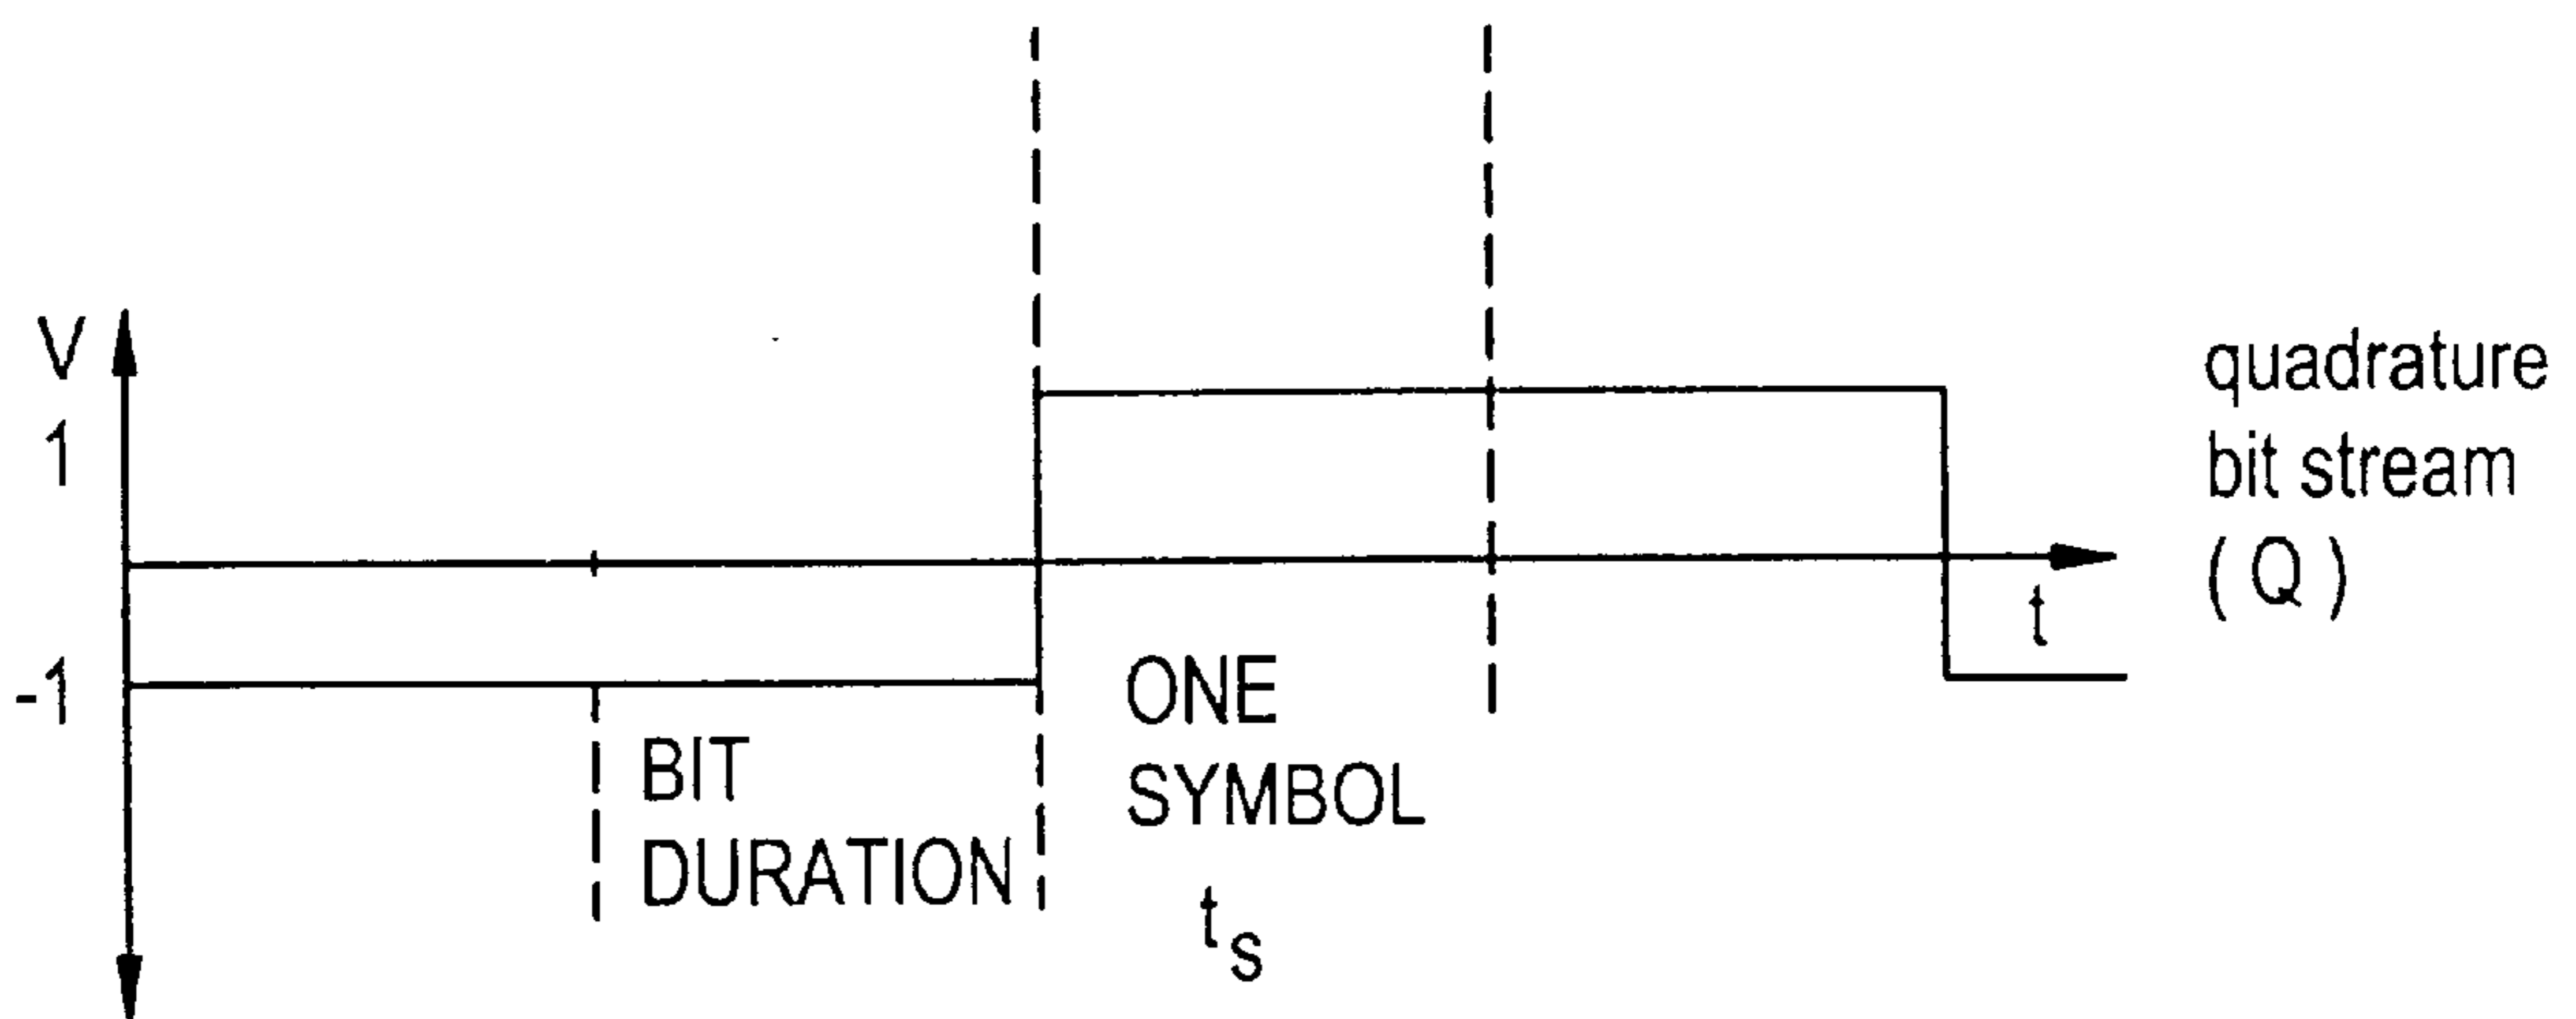 V
1
-1
BIT
DURATION
ONE
SYMBOL
t_s
t
quadrature
bit stream
( Q )